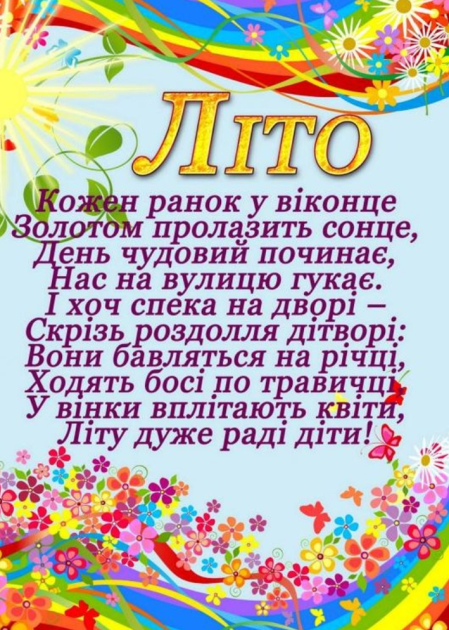 Літо
Кожен ранок у віконце
Золотом пролазить сонце,
День чудовий починає,
Нас на вулицю гукає.
І хоч спека на дворі –
Скрізь роздолля дітворі:
Вони бавляться на річці,
Ходять босі по травичці,
У вінки вплітають квіти,
Літу дуже раді діти!